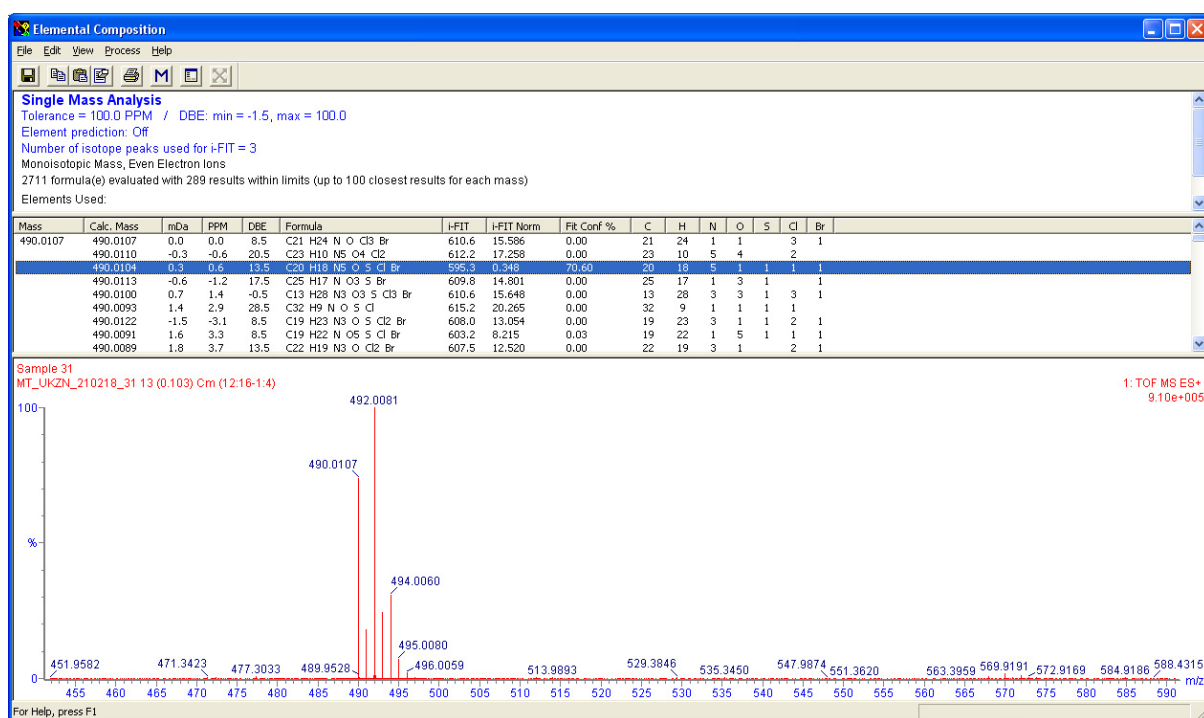 Elemental Composition
File Edit View Process Help
M
Single Mass Analysis
Tolerance = 100.0 PPM / DBE: min = -1.5, max = 100.0
Element prediction: Off
Number of isotope peaks used for i-FIT = 3
Monoisotopic Mass, Even Electron Ions
2711 formula(e) evaluated with 289 results within limits (up to 100 closest results for each mass)
Elements Used:
Mass Calc. Mass mDa PPM DBE Formula i-FIT i-FIT Norm Fit Conf % C H N O S Cl Br
490.0107 490.0107 0.0 0.0 8.5 C21 H24 N O Cl3 Br 610.6 15.586 0.00 21 24 1 1 3 1
490.0110 -0.3 -0.6 20.5 C23 H10 N5 O4 Cl2 612.2 17.258 0.00 23 10 5 4 2
490.0104 0.3 0.6 13.5 C20 H18 N5 O S Cl Br 595.3 0.348 70.60 20 18 5 1 1 1 1
490.0113 -0.6 -1.2 17.5 C25 H17 N O3 S Br 609.8 14.801 0.00 25 17 1 3 1 1
490.0100 0.7 1.4 -0.5 C13 H28 N3 O3 S Cl3 Br 610.6 15.648 0.00 13 28 3 3 1 3 1
490.0093 1.4 2.9 28.5 C32 H9 N O S Cl 615.2 20.265 0.00 32 9 1 1 1 1
490.0122 -1.5 -3.1 8.5 C19 H23 N3 O S Cl2 Br 608.0 13.054 0.00 19 23 3 1 1 2 1
490.0091 1.6 3.3 8.5 C19 H22 N O5 S Cl Br 603.2 8.215 0.03 19 22 1 5 1 1 1
490.0089 1.8 3.7 13.5 C22 H19 N3 O Cl2 Br 607.5 12.520 0.00 22 19 3 1 2 1
Sample 31
MT_UKZN_210218_31 13 (0.103) Cm (12:16-1:4)
1: TOF MS ES+
9.10e+005
100
492.0081
490.0107
%
494.0060
495.0080
451.9582 471.3423 477.3033 489.9528 496.0059 513.9893 529.3846 535.3450 547.9874 551.3620 563.3959 569.9191 572.9169 584.9186 588.4315
0
455 460 465 470 475 480 485 490 495 500 505 510 515 520 525 530 535 540 545 550 555 560 565 570 575 580 585 590 m/z
For Help, press F1